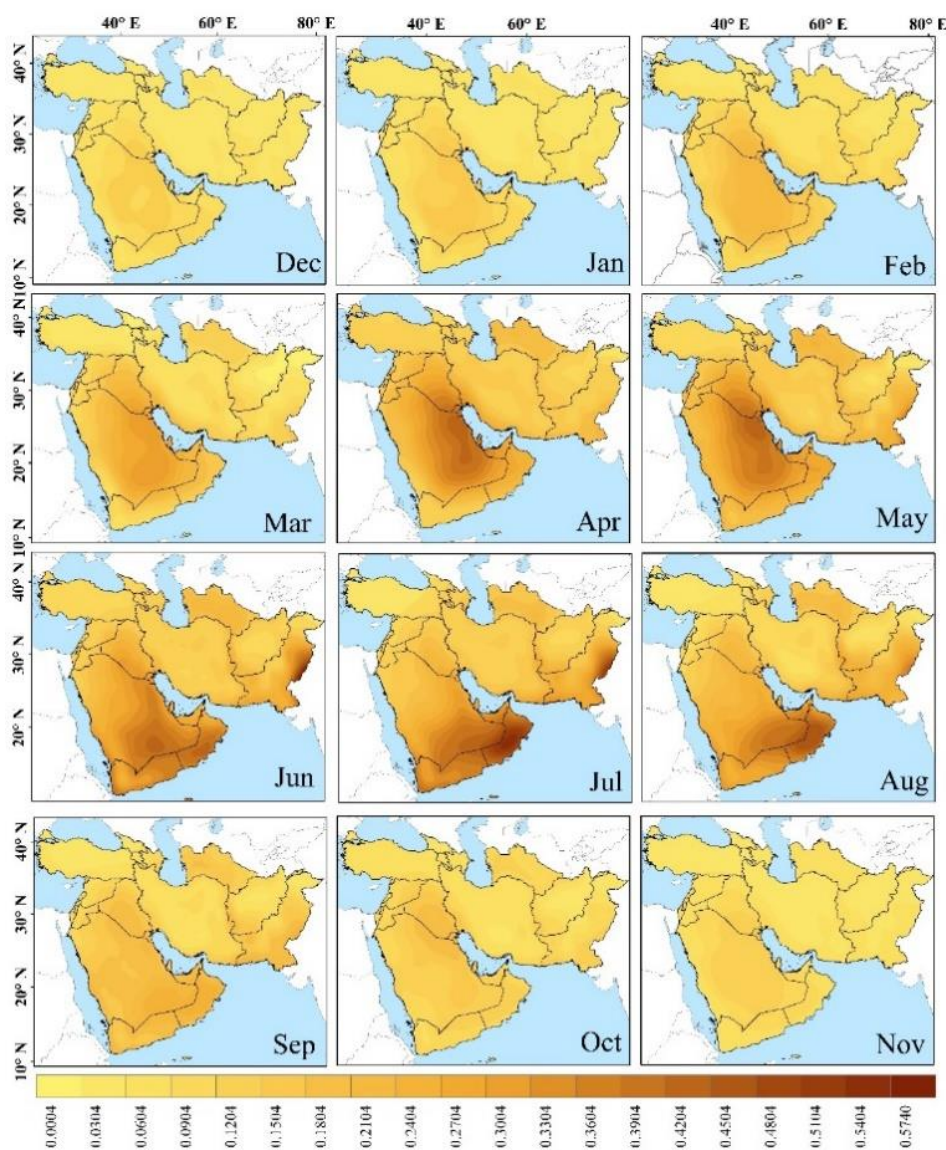 40° E 60° E 40° E 60° E 60° E 80° E
40° N
30° N
20° N
10° N
Dec Jan Feb
40° N
30° N
20° N
10° N
Mar Apr May
40° N
30° N
20° N
10
Jun Jul Aug
40° N
30° N
20° N
10° N
Sep Oct Nov
0.0004 0.0304 0.0604 0.0904 0.1204 0.1504 0.1804 0.2104 0.2404 0.2704 0.3004 0.3304 0.3604 0.3904 0.4204 0.4504 0.4804 0.5104 0.5404 0.5740